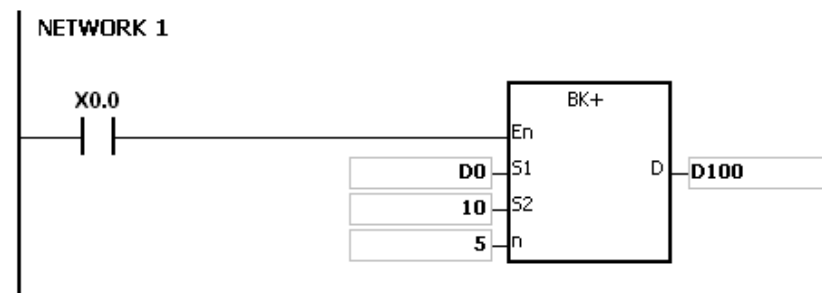 NETWORK 1
X0.0
BK+
En
D0 S1 D D100
10 S2
5 n